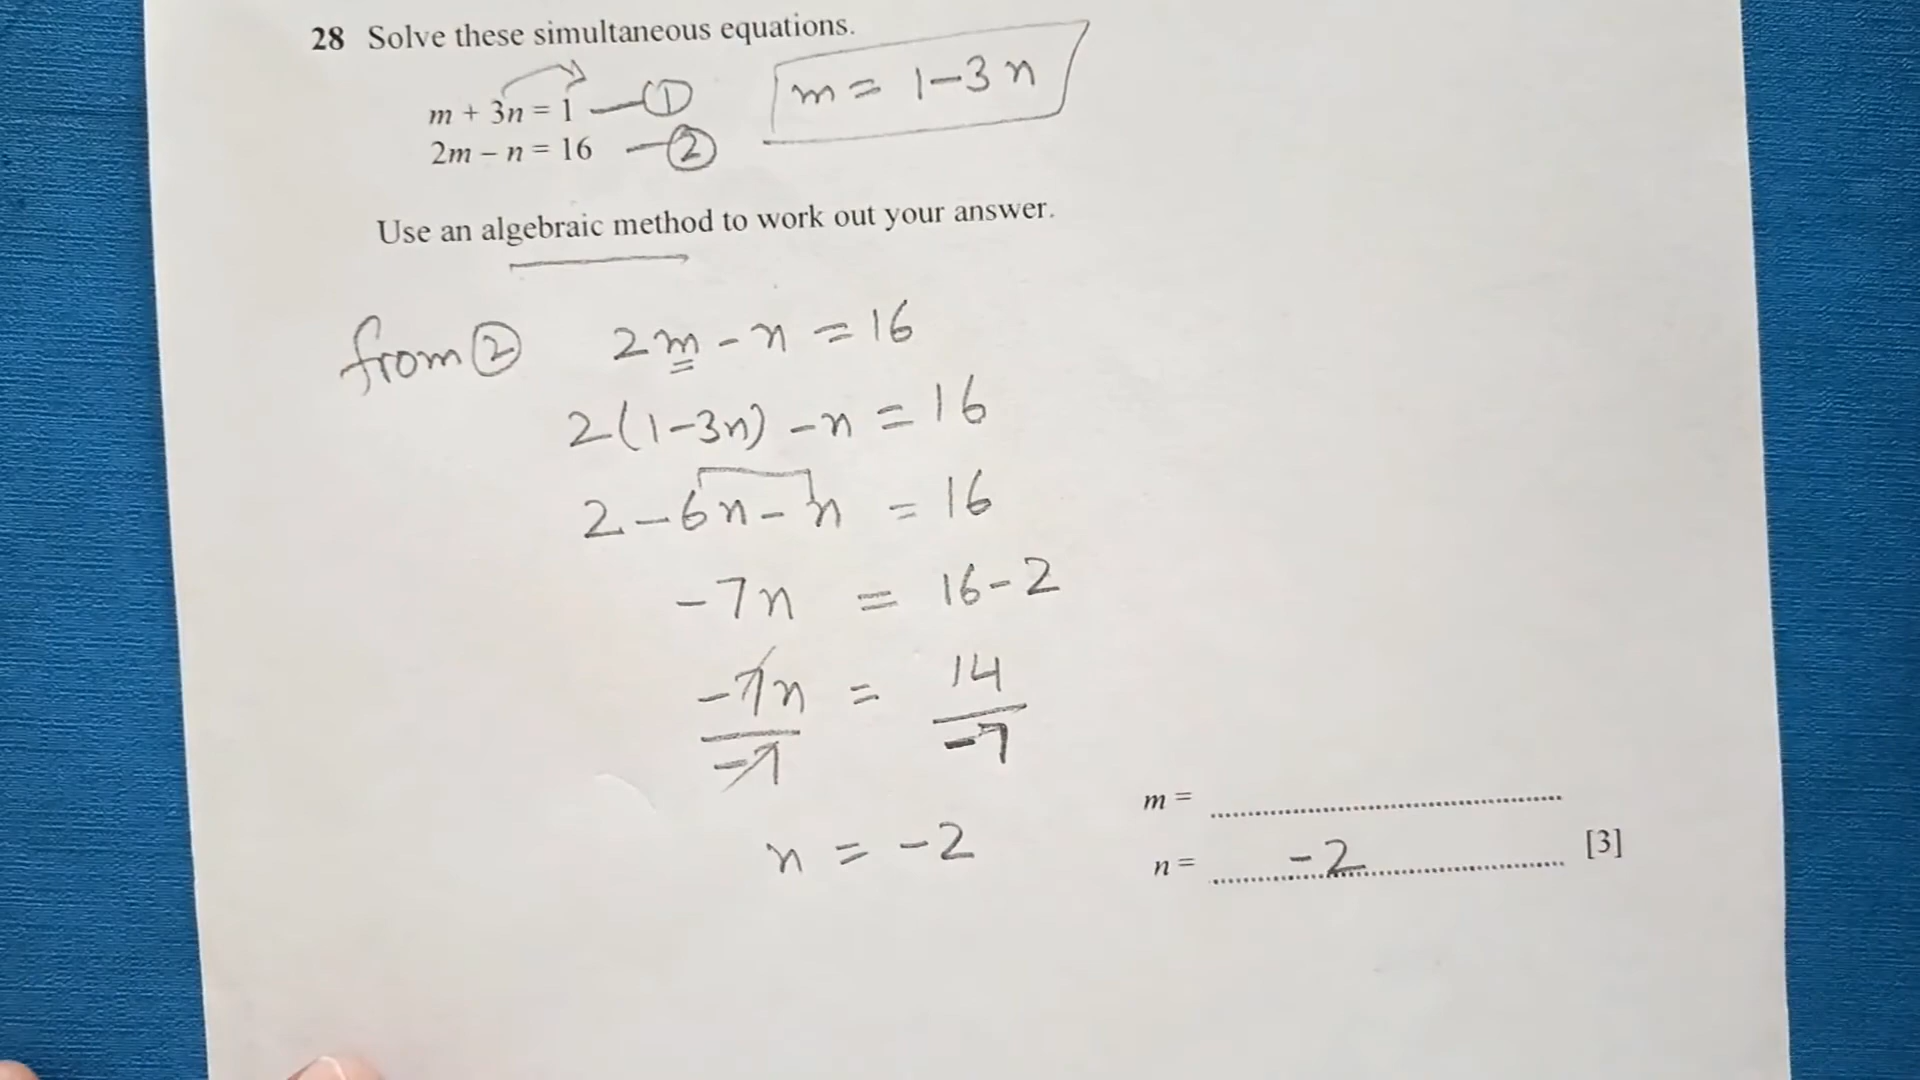 28 Solve these simultaneous equations.
m + 3n = 1 — ①
m = 1-3n
2m – n = 16 — ②
Use an algebraic method to work out your answer.
from ② 2m - n = 16
2(1-3n) -n = 16
2 - 6n - n = 16
-7n = 16-2
-7n = 14
-7 -7
m =
n = -2
n = -2 [3]